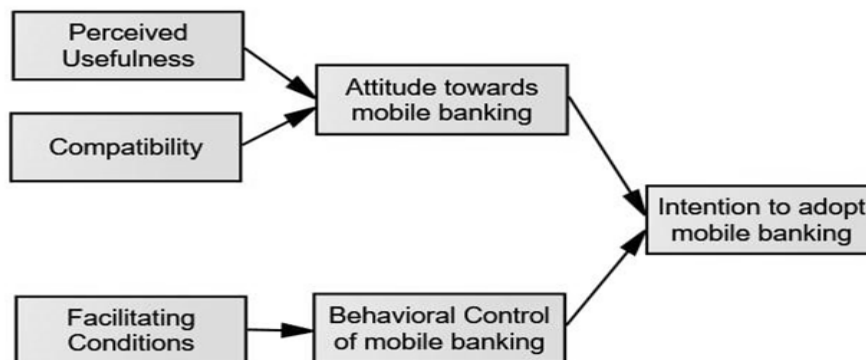 Perceived
Usefulness
Attitude towards
mobile banking
Compatibility
Intention to adopt
mobile banking
Facilitating
Conditions
Behavioral Control
of mobile banking